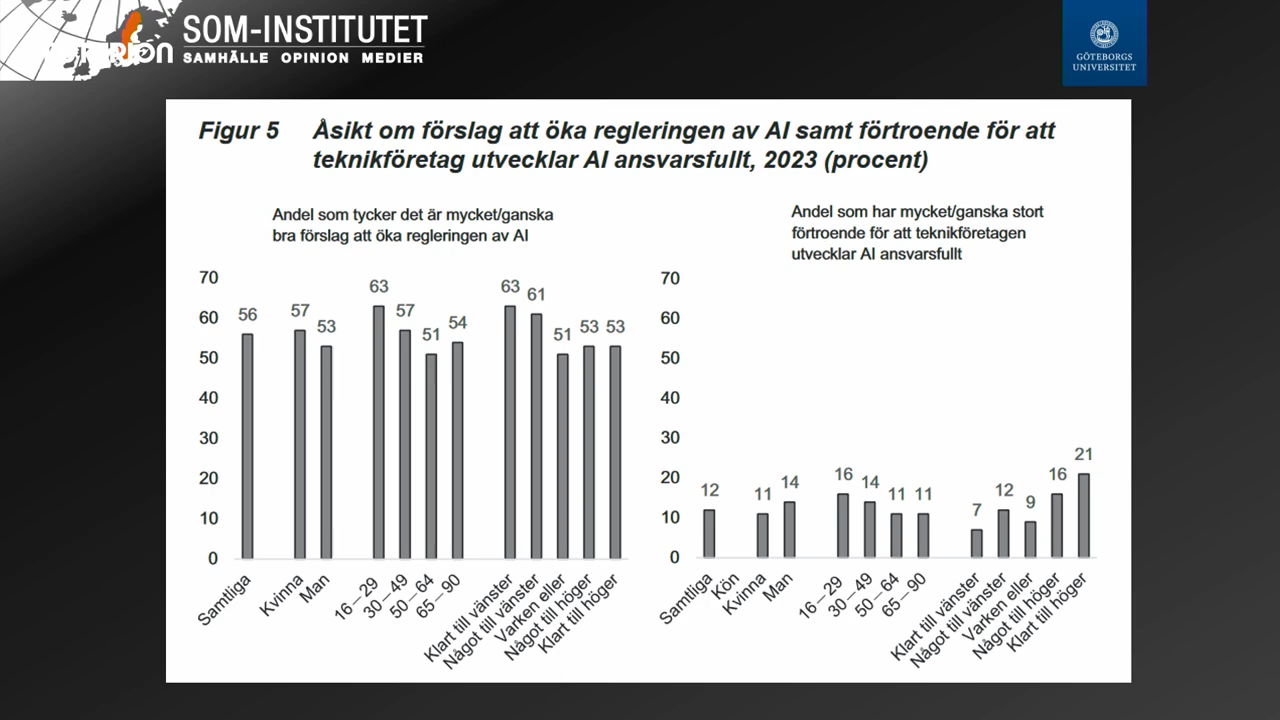 SOM-INSTITUTET
SAMHÄLLE OPINION MEDIER
GÖTEBORGS
UNIVERSITET
Figur 5 Åsikt om förslag att öka regleringen av AI samt förtroende för att
teknikföretag utvecklar AI ansvarsfullt, 2023 (procent)
Andel som tycker det är mycket/ganska
bra förslag att öka regleringen av AI
70
60
50
40
30
20
10
0
56
57
53
63
57
51
54
63
61
51
53
53
Samtliga
Kvinna
Man
16–29
30–49
50–64
65–90
Klart till vänster
Något till vänster
Varken eller
Något till höger
Klart till höger
Andel som har mycket/ganska stort
förtroende för att teknikföretagen
utvecklar AI ansvarsfullt
70
60
50
40
30
20
10
0
12
11
14
16
14
11
11
7
12
9
16
21
Samtliga
Kön
Kvinna
Man
16–29
30–49
50–64
65–90
Klart till vänster
Något till vänster
Varken eller
Något till höger
Klart till höger